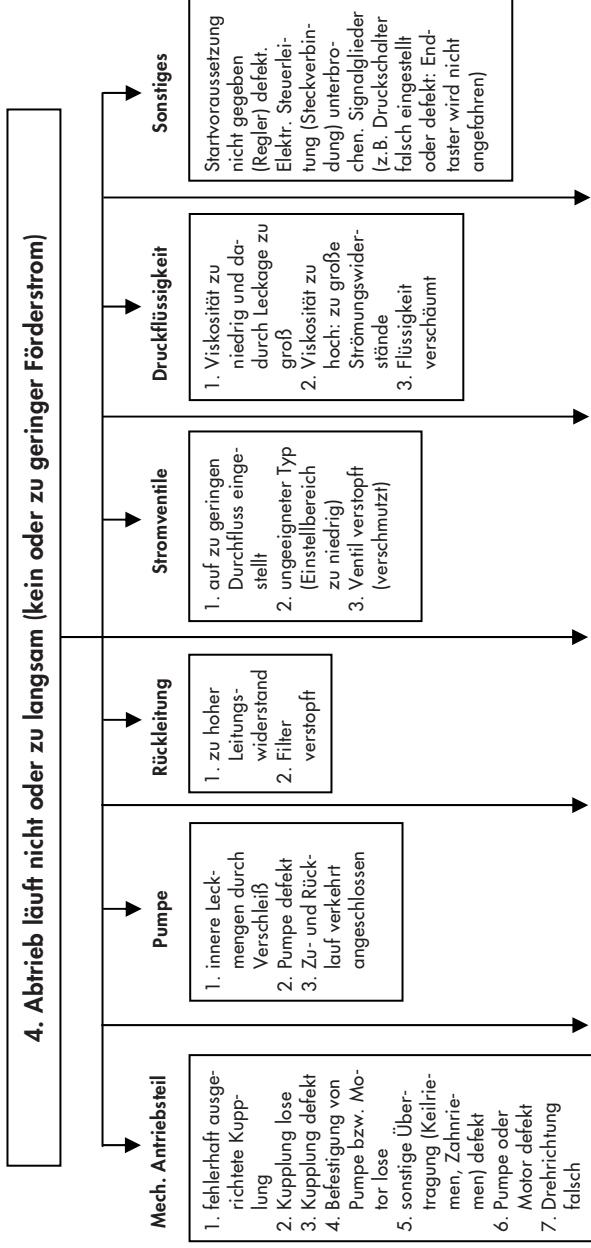 4. Abtrieb läuft nicht oder zu langsam (kein oder zu geringer Förderstrom)
Mech. Antriebsteil
1. fehlerhaft ausge-
richtete Kupp-
lung
2. Kupplung lose
3. Kupplung defekt
4. Befestigung von
Pumpe bzw. Mo-
tor lose
5. sonstige Über-
tragung (Keilrie-
men, Zahnrie-
men) defekt
6. Pumpe oder
Motor defekt
7. Drehrichtung
falsch
Pumpe
1. innere Leck-
mengen durch
Verschleiß
2. Pumpe defekt
3. Zu- und Rück-
lauf verkehrt
angeschlossen
Rückleitung
1. zu hoher
Leitungs-
widerstand
2. Filter
verstopft
Stromventile
1. auf zu geringen
Durchfluss einge-
stellt
2. ungeeigneter Typ
(Einstellbereich
zu niedrig)
3. Ventil verstopft
(verschmutzt)
Druckflüssigkeit
1. Viskosität zu
niedrig und da-
durch Leckage zu
groß
2. Viskosität zu
hoch: zu große
Strömungswider-
stände
3. Flüssigkeit
verschäumt
Sonstiges
Startvoraussetzung
nicht gegeben
(Regler) defekt.
Elektr. Steuerlei-
tung (Steckverbin-
dung) unterbro-
chen. Signalglieder
(z.B. Druckschalter
falsch eingestellt
oder defekt: End-
taster wird nicht
angefahren)